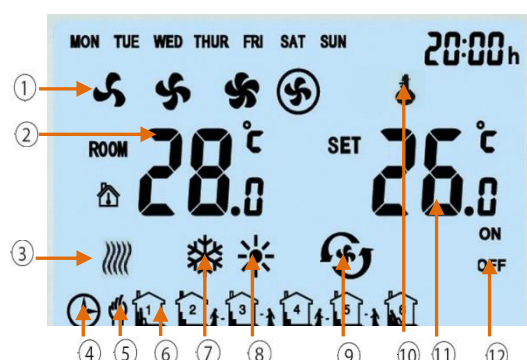 MON TUE WED THUR FRI SAT SUN 20:00h
1
2 ROOM 28.0°C SET 26.0°C
3 ON
OFF
1 2 3 4 5 6
4 5 6 7 8 9 10 11 12